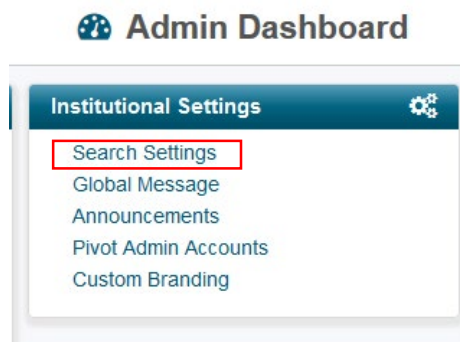 Admin Dashboard
Institutional Settings
Search Settings
Global Message
Announcements
Pivot Admin Accounts
Custom Branding